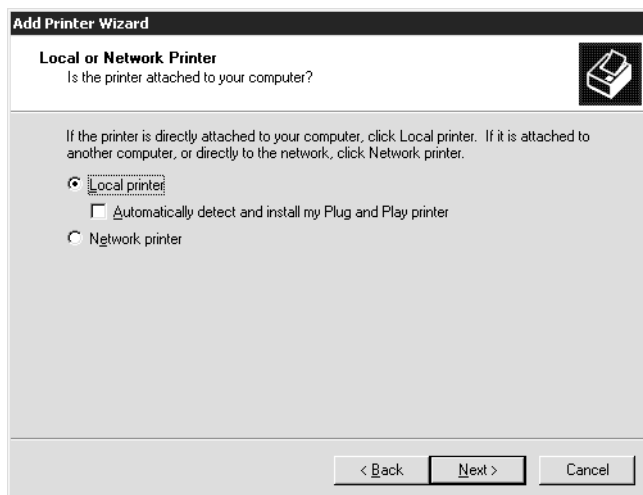 Add Printer Wizard
Local or Network Printer
Is the printer attached to your computer?
If the printer is directly attached to your computer, click Local printer. If it is attached to
another computer, or directly to the network, click Network printer.
Local printer
Automatically detect and install my Plug and Play printer
Network printer
< Back
Next >
Cancel